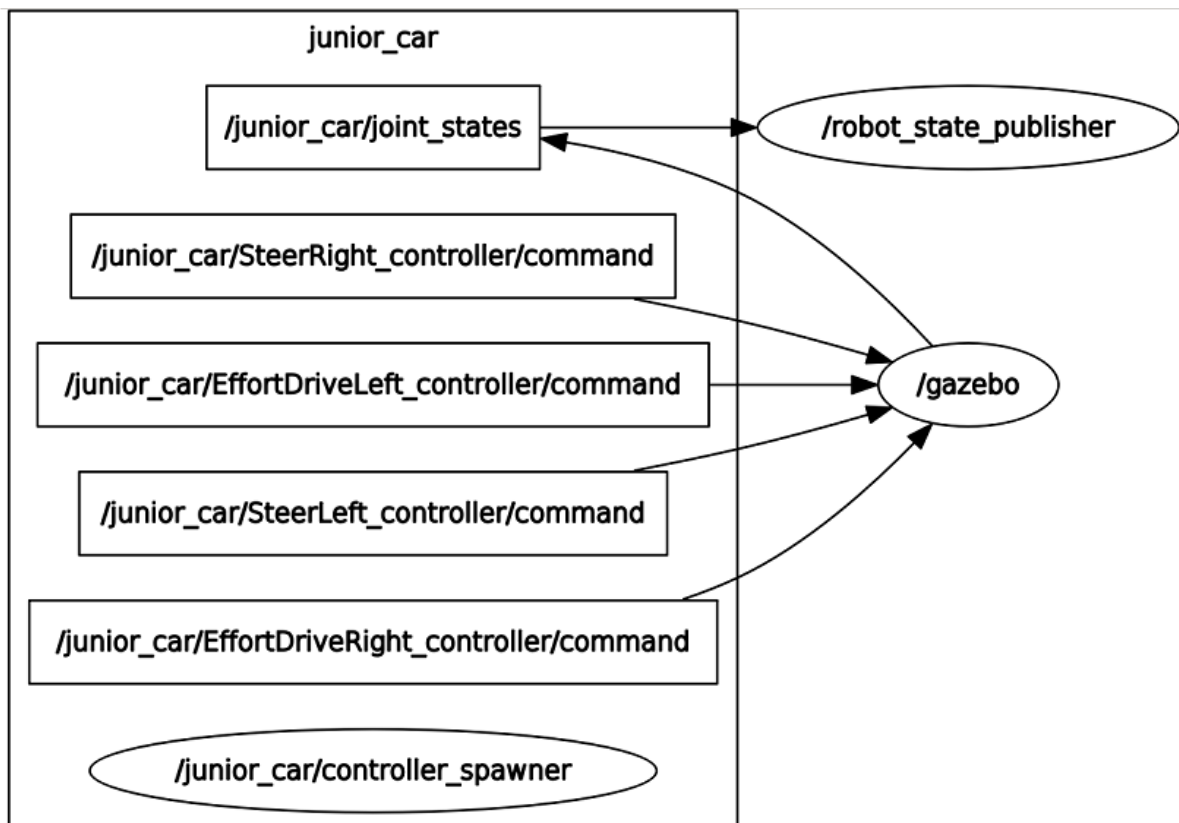 junior_car
/junior_car/joint_states
/robot_state_publisher
/junior_car/SteerRight_controller/command
/junior_car/EffortDriveLeft_controller/command
/gazebo
/junior_car/SteerLeft_controller/command
/junior_car/EffortDriveRight_controller/command
/junior_car/controller_spawner